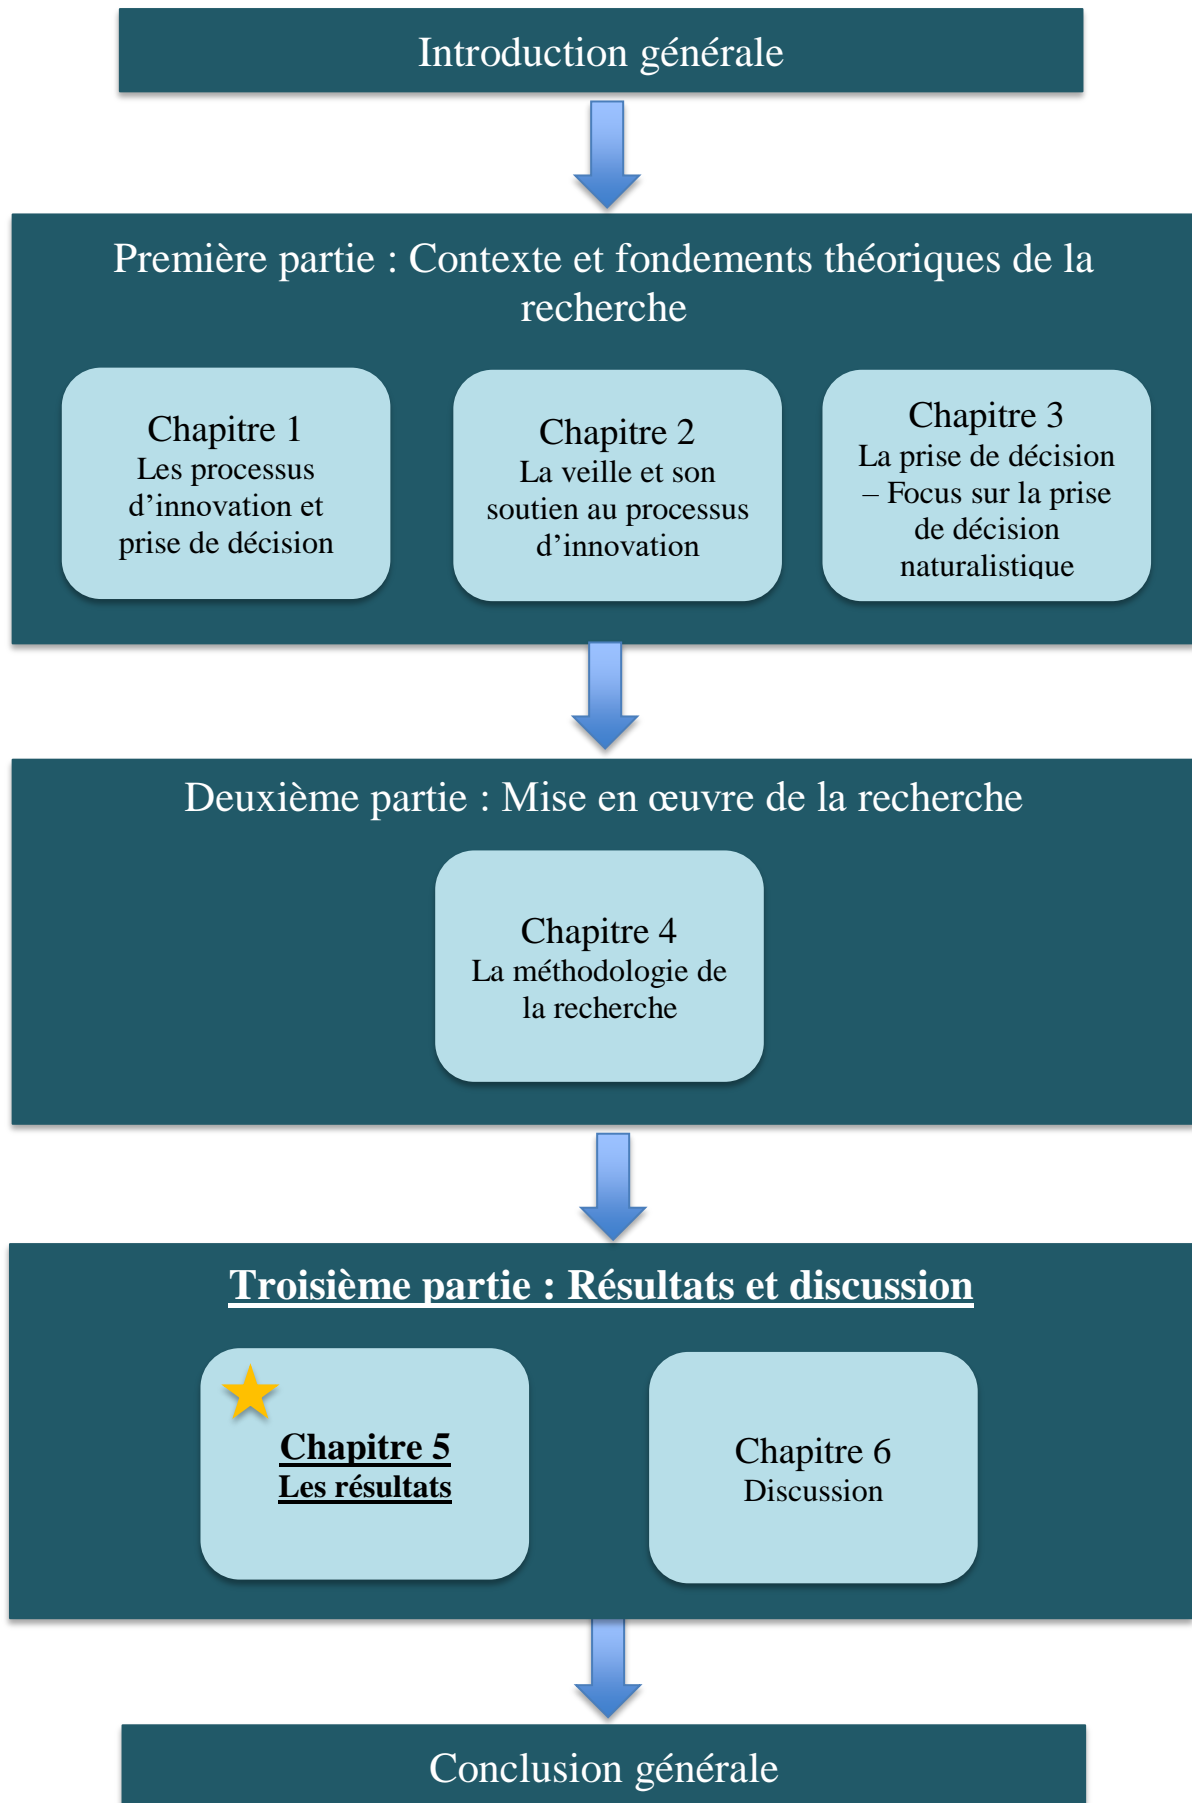 Introduction générale
Première partie : Contexte et fondements théoriques de la
recherche
Chapitre 1
Les processus
d’innovation et
prise de décision
Chapitre 2
La veille et son
soutien au processus
d’innovation
Chapitre 3
La prise de décision
– Focus sur la prise
de décision
naturalistique
Deuxième partie : Mise en œuvre de la recherche
Chapitre 4
La méthodologie de
la recherche
Troisième partie : Résultats et discussion
Chapitre 5
Les résultats
Chapitre 6
Discussion
Conclusion générale